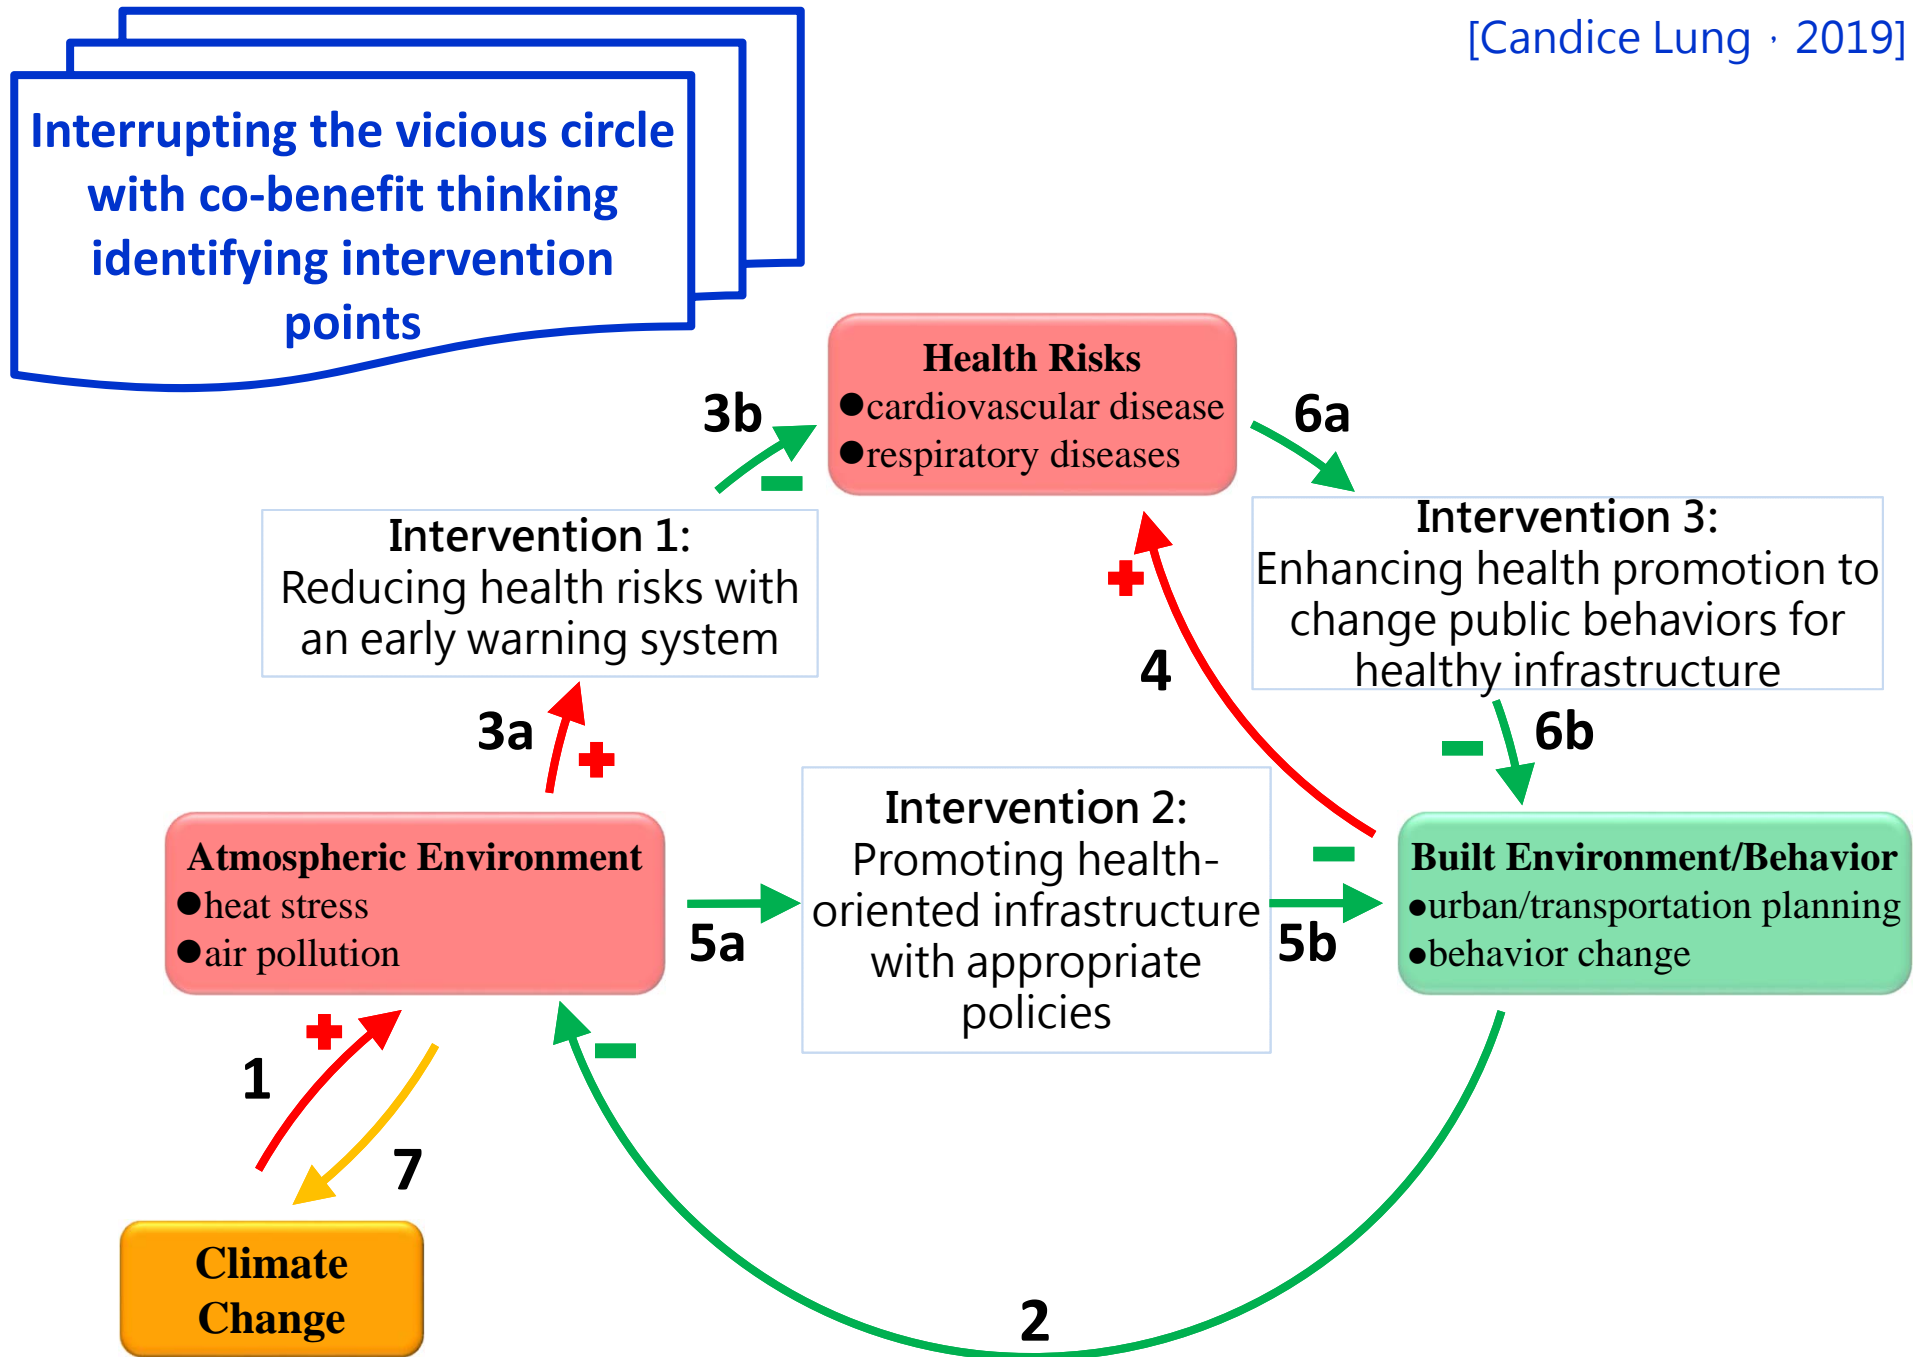 [Candice Lung，2019]
Interrupting the vicious circle
with co-benefit thinking
identifying intervention
points
Health Risks
●cardiovascular disease
●respiratory diseases
3b
6a
Intervention 1:
Reducing health risks with
an early warning system
Intervention 3:
Enhancing health promotion to
change public behaviors for
healthy infrastructure
4
3a
6b
Atmospheric Environment
●heat stress
●air pollution
5a
Intervention 2:
Promoting health-
oriented infrastructure
with appropriate
policies
5b
Built Environment/Behavior
●urban/transportation planning
●behavior change
1
7
Climate
Change
2